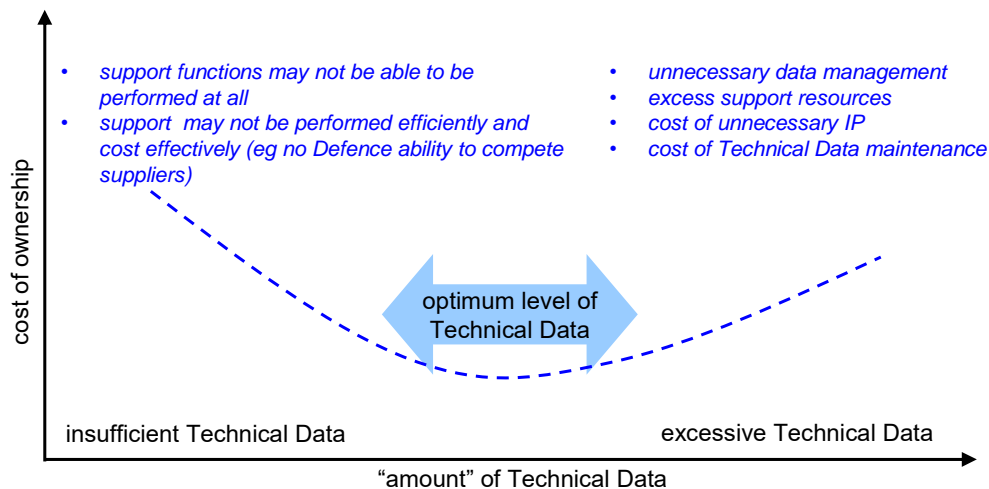 • support functions may not be able to be
performed at all
• support may not be performed efficiently and
cost effectively (eg no Defence ability to compete
suppliers)
• unnecessary data management
• excess support resources
• cost of unnecessary IP
• cost of Technical Data maintenance
cost of ownership
optimum level of
Technical Data
insufficient Technical Data
excessive Technical Data
“amount” of Technical Data